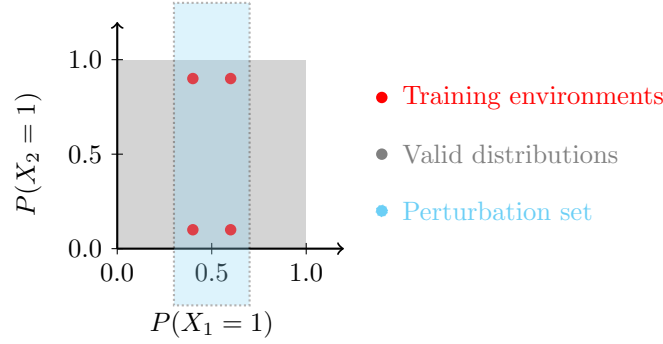 1.0
0.5
0.0
P(X₂ = 1)
0.0
0.5
1.0
P(X₁ = 1)
Training environments
Valid distributions
Perturbation set